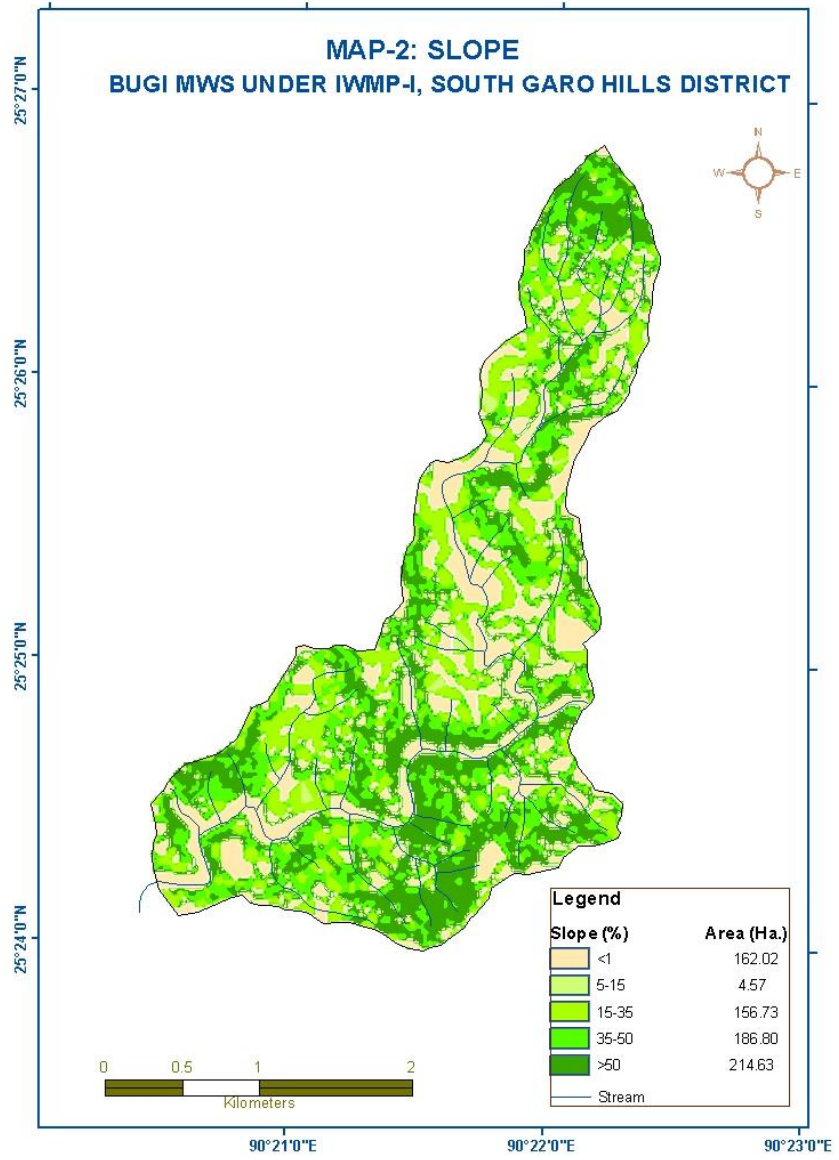 MAP-2: SLOPE
BUGI MWS UNDER IWMP-I, SOUTH GARO HILLS DISTRICT
N
W E
S
25°27'0"N
25°26'0"N
25°25'0"N
25°24'0"N
Legend
Slope (%) Area (Ha.)
<1 162.02
5-15 4.57
15-35 156.73
35-50 186.80
>50 214.63
Stream
0 0.5 1 2
Kilometers
90°21'0"E 90°22'0"E 90°23'0"E